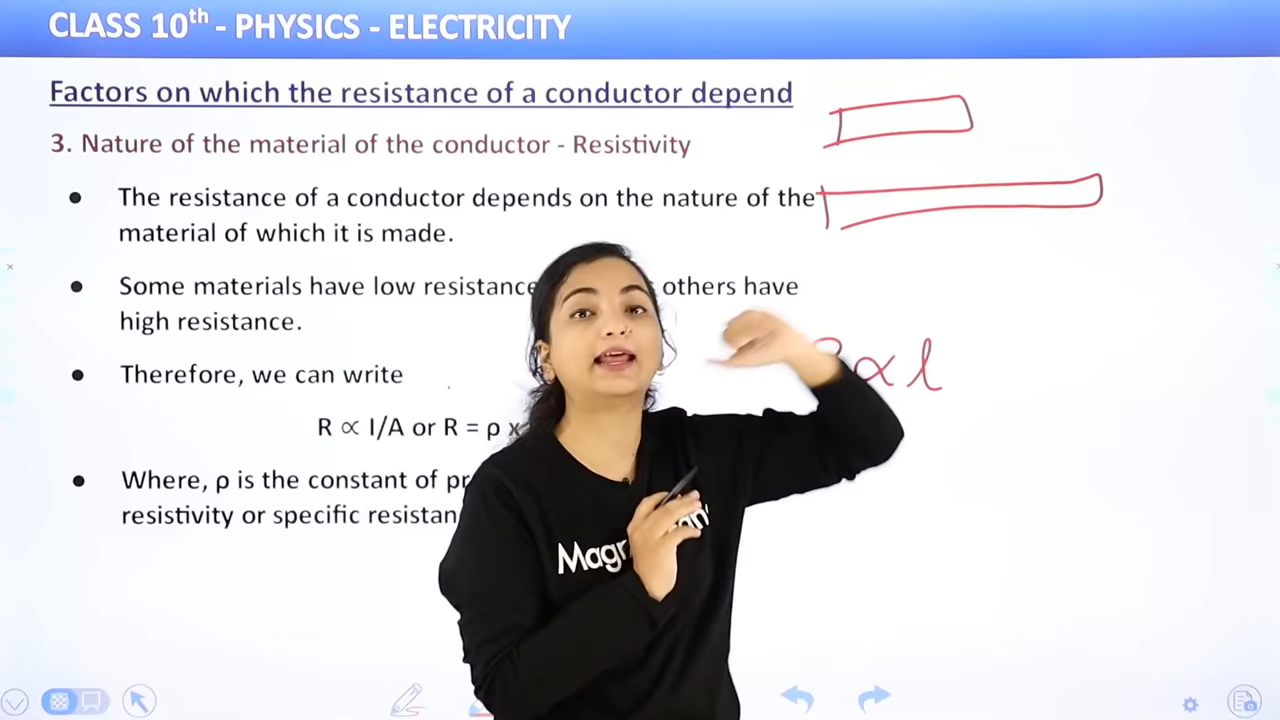 CLASS 10th - PHYSICS - ELECTRICITY
Factors on which the resistance of a conductor depend
3. Nature of the material of the conductor - Resistivity
● The resistance of a conductor depends on the nature of the
material of which it is made.
● Some materials have low resistance others have
high resistance.
● Therefore, we can write
R ∝ l/A or R = ρ x
● Where, ρ is the constant of
resistivity or specific
∝ l